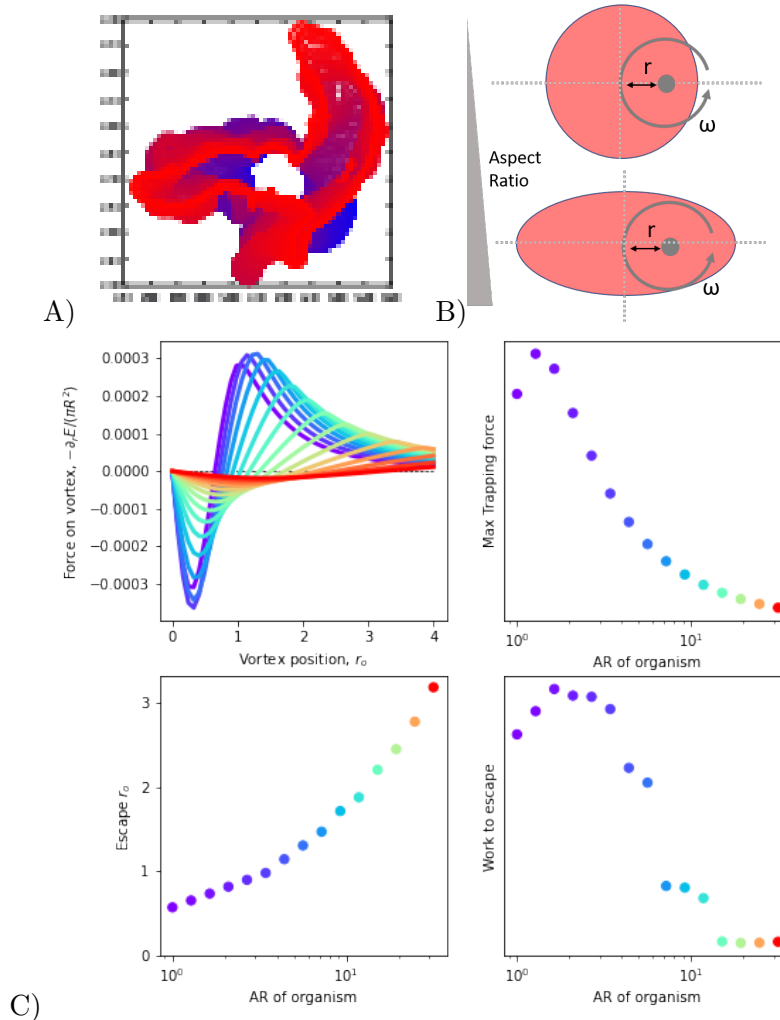 A)
B)
Aspect
Ratio
r
ω
r
ω
Force on vortex, −∂ᵣE/(πR²)
0.0003
0.0002
0.0001
0.0000
−0.0001
−0.0002
−0.0003
0 1 2 3 4
Vortex position, rₒ
Max Trapping force
10⁰ 10¹
AR of organism
Escape rₒ
3
2
1
0
10⁰ 10¹
AR of organism
Work to escape
10⁰ 10¹
AR of organism
C)